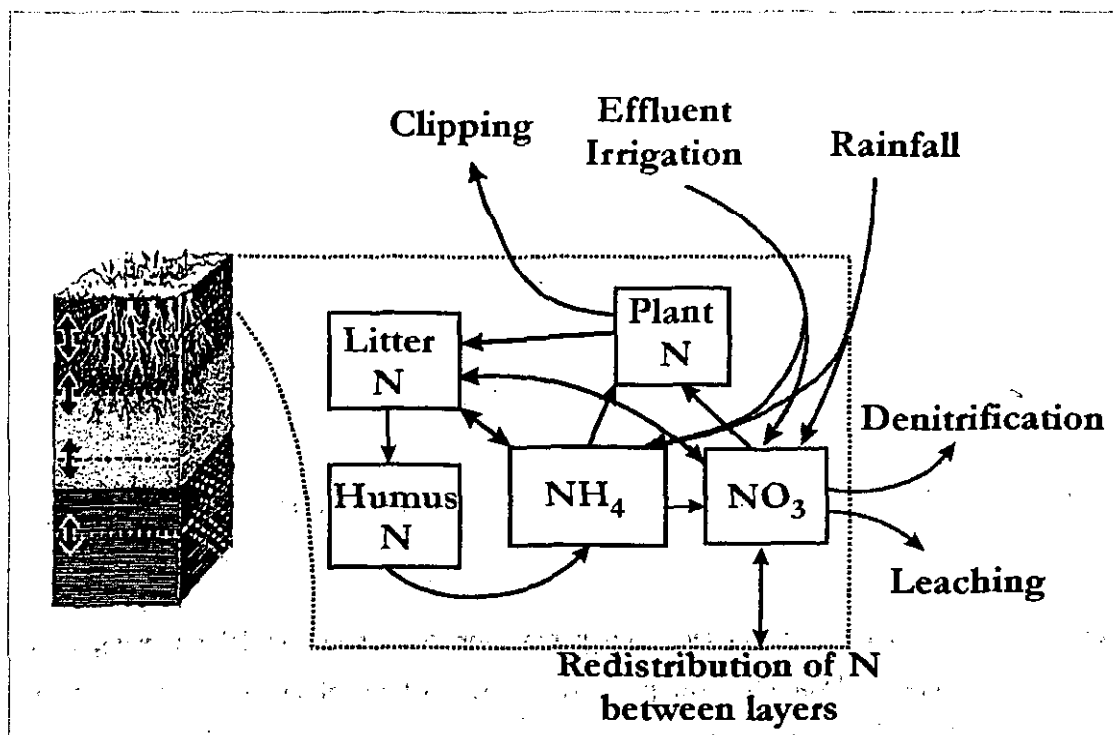 Clipping
Effluent
Irrigation
Rainfall
Plant
N
Litter
N
Denitrification
Humus
N
NH₄
NO₃
Leaching
Redistribution of N
between layers